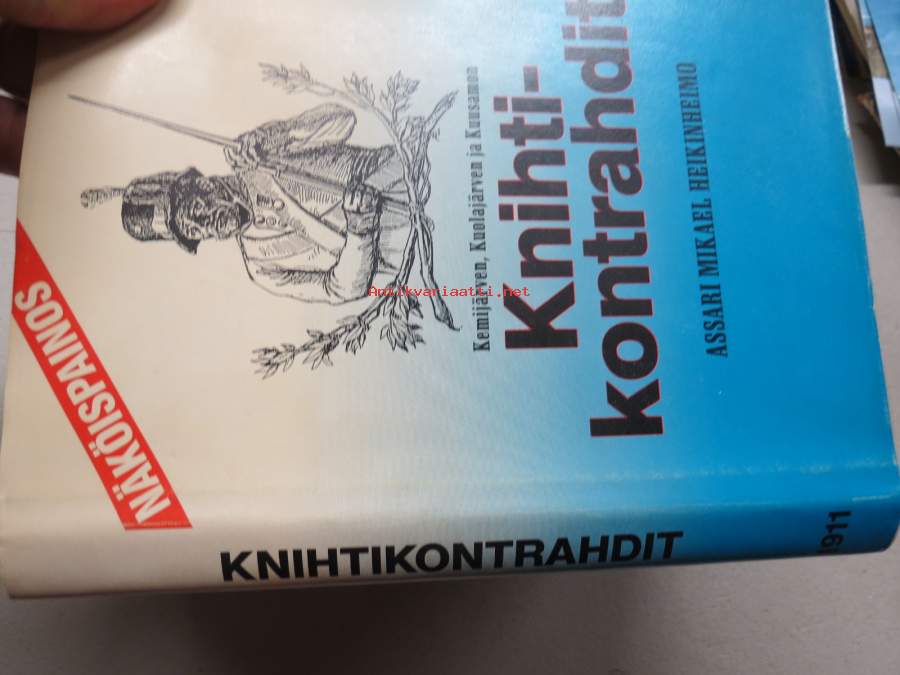 NÄKÖISPAINOS
Kemijärven, Kuolajärven ja Kuusamon
Knihti-
kontrahdit
ASSARI MIKAEL HEIKINHEIMO
KNIHTIKONTRAHDIT
1911
Antikvariaatti.net